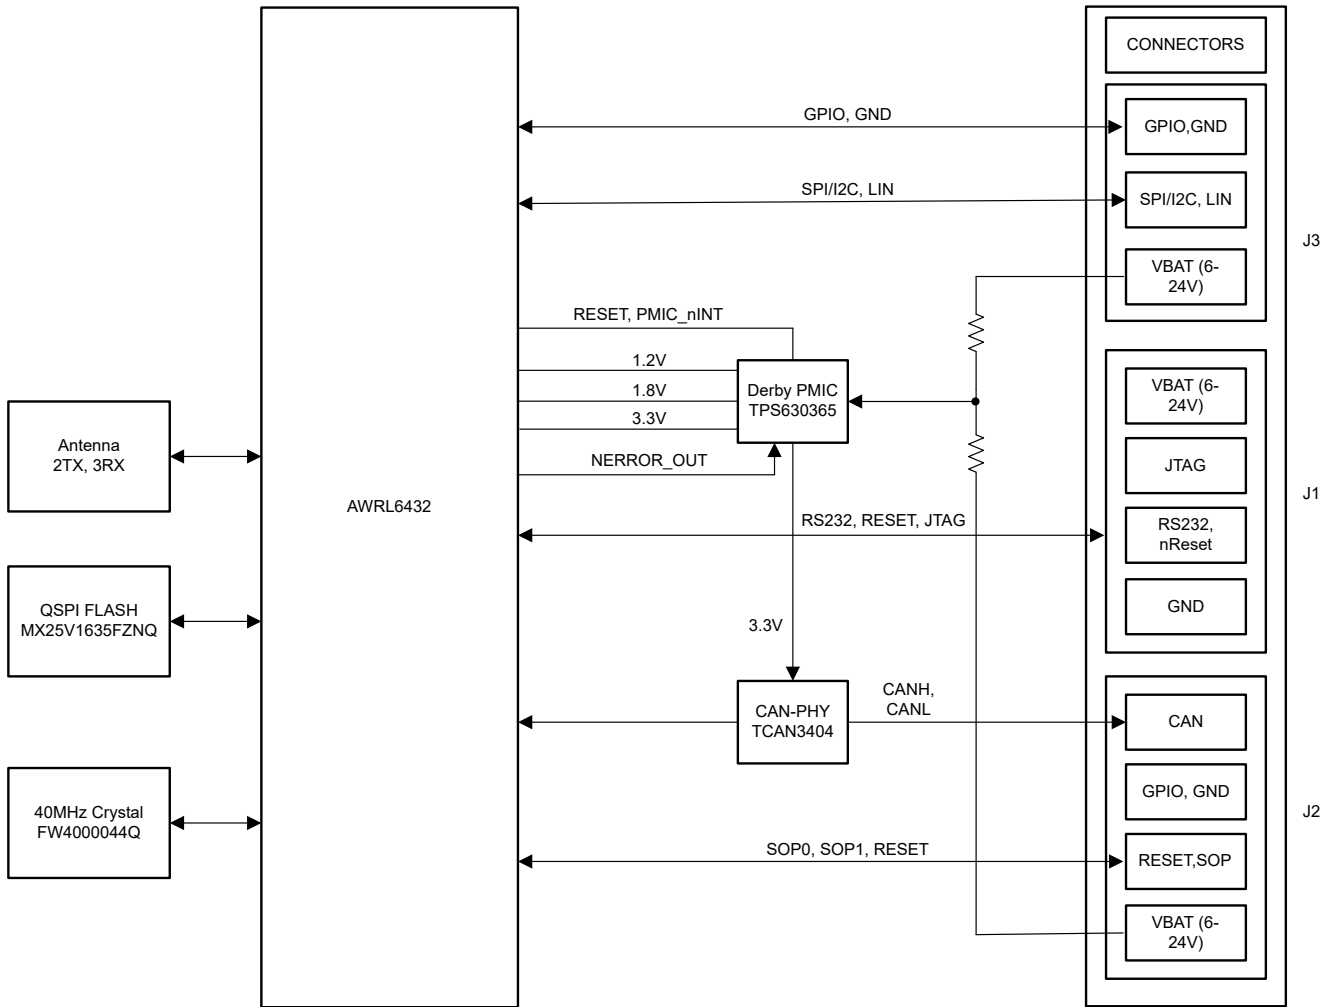 CONNECTORS
GPIO, GND
GPIO,GND
SPI/I2C, LIN
SPI/I2C, LIN
J3
VBAT (6-
24V)
RESET, PMIC_nINT
1.2V
1.8V
3.3V
Derby PMIC
TPS630365
NERROR_OUT
VBAT (6-
24V)
JTAG
J1
RS232, RESET, JTAG
RS232,
nReset
GND
Antenna
2TX, 3RX
AWRL6432
QSPI FLASH
MX25V1635FZNQ
3.3V
CAN-PHY
TCAN3404
CANH,
CANL
CAN
GPIO, GND
J2
40MHz Crystal
FW4000044Q
SOP0, SOP1, RESET
RESET,SOP
VBAT (6-
24V)